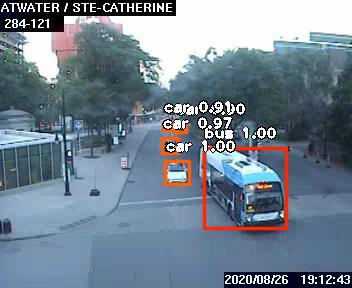 ATWATER / STE-CATHERINE
284-121
car 0.91
car 0.97
bus 1.00
car 1.00
2020/08/26 19:12:43